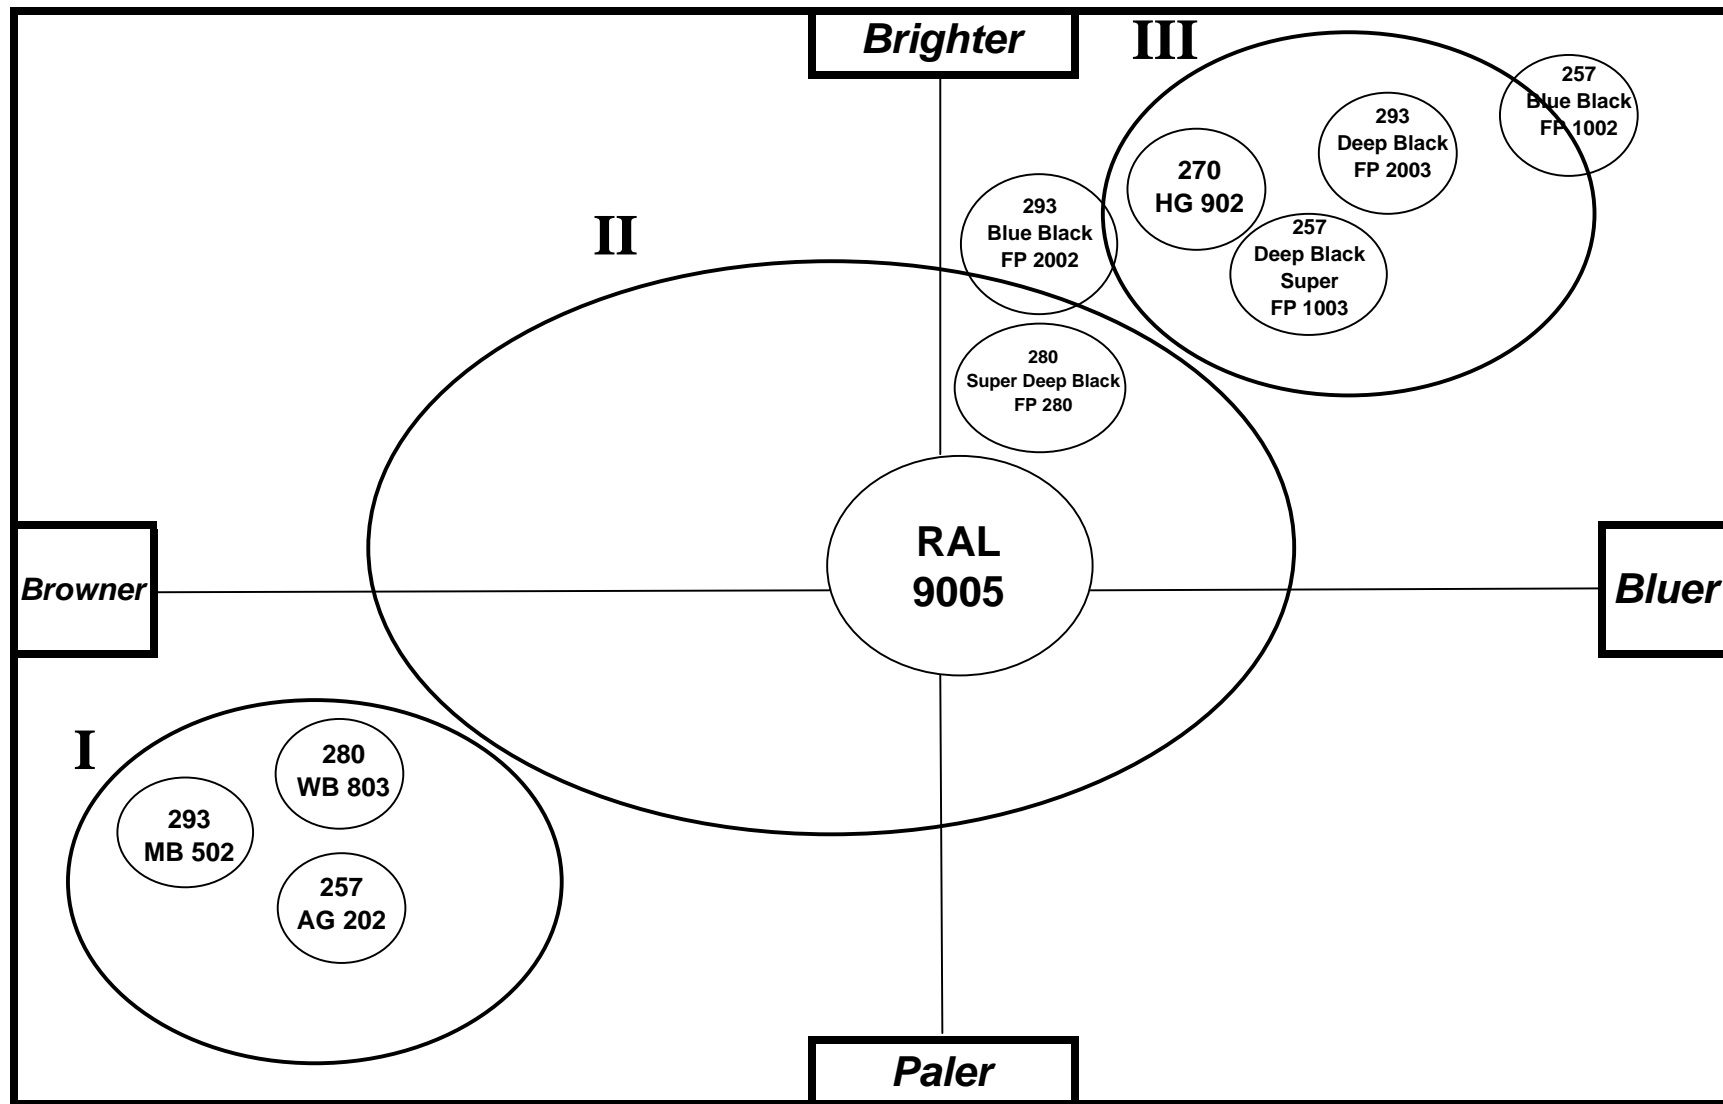 Brighter
III
257
Blue Black
FP 1002
293
Deep Black
FP 2003
270
HG 902
293
Blue Black
FP 2002
257
Deep Black
Super
FP 1003
II
280
Super Deep Black
FP 280
RAL
9005
Browner
Bluer
I
280
WB 803
293
MB 502
257
AG 202
Paler